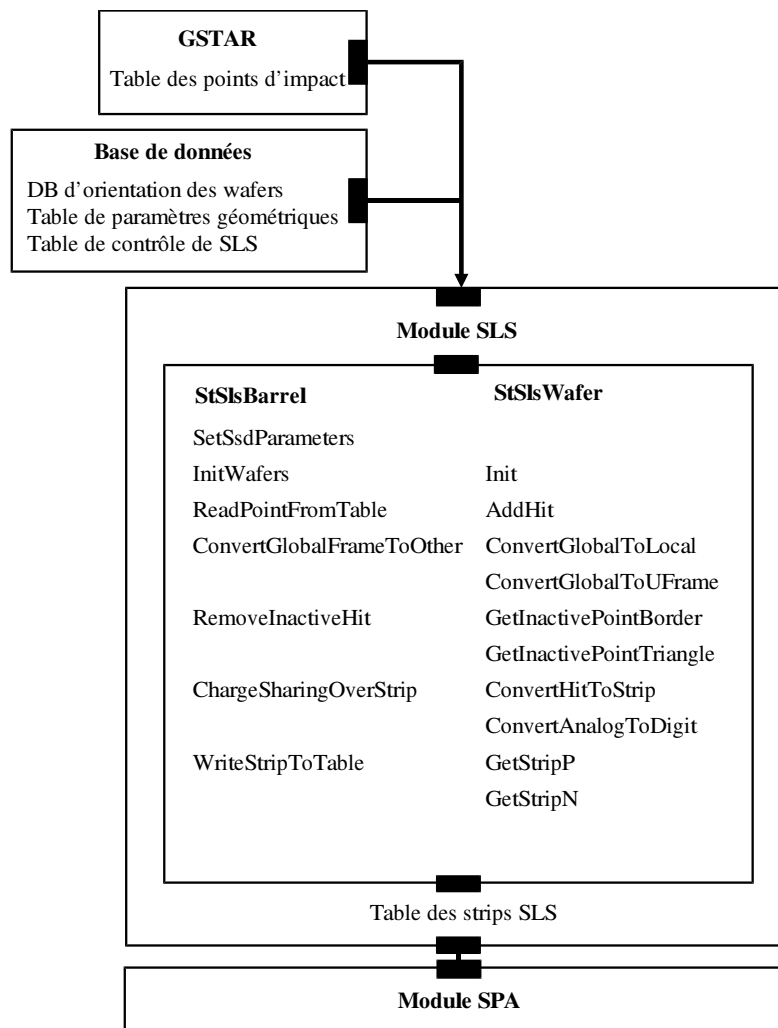 GSTAR
Table des points d’impact
Base de données
DB d’orientation des wafers
Table de paramètres géométriques
Table de contrôle de SLS
Module SLS
StSlsBarrel StSlsWafer
SetSsdParameters
InitWafers Init
ReadPointFromTable AddHit
ConvertGlobalFrameToOther ConvertGlobalToLocal
ConvertGlobalToUFrame
RemoveInactiveHit GetInactivePointBorder
GetInactivePointTriangle
ChargeSharingOverStrip ConvertHitToStrip
ConvertAnalogToDigit
WriteStripToTable GetStripP
GetStripN
Table des strips SLS
Module SPA